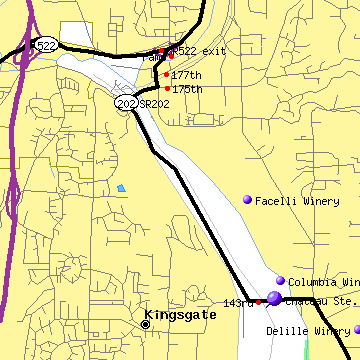 522
SR522 exit
ramp
177th
175th
202
SR202
Facelli Winery
Columbia Win
Chateau Ste.
143rd
Kingsgate
Delille Winery